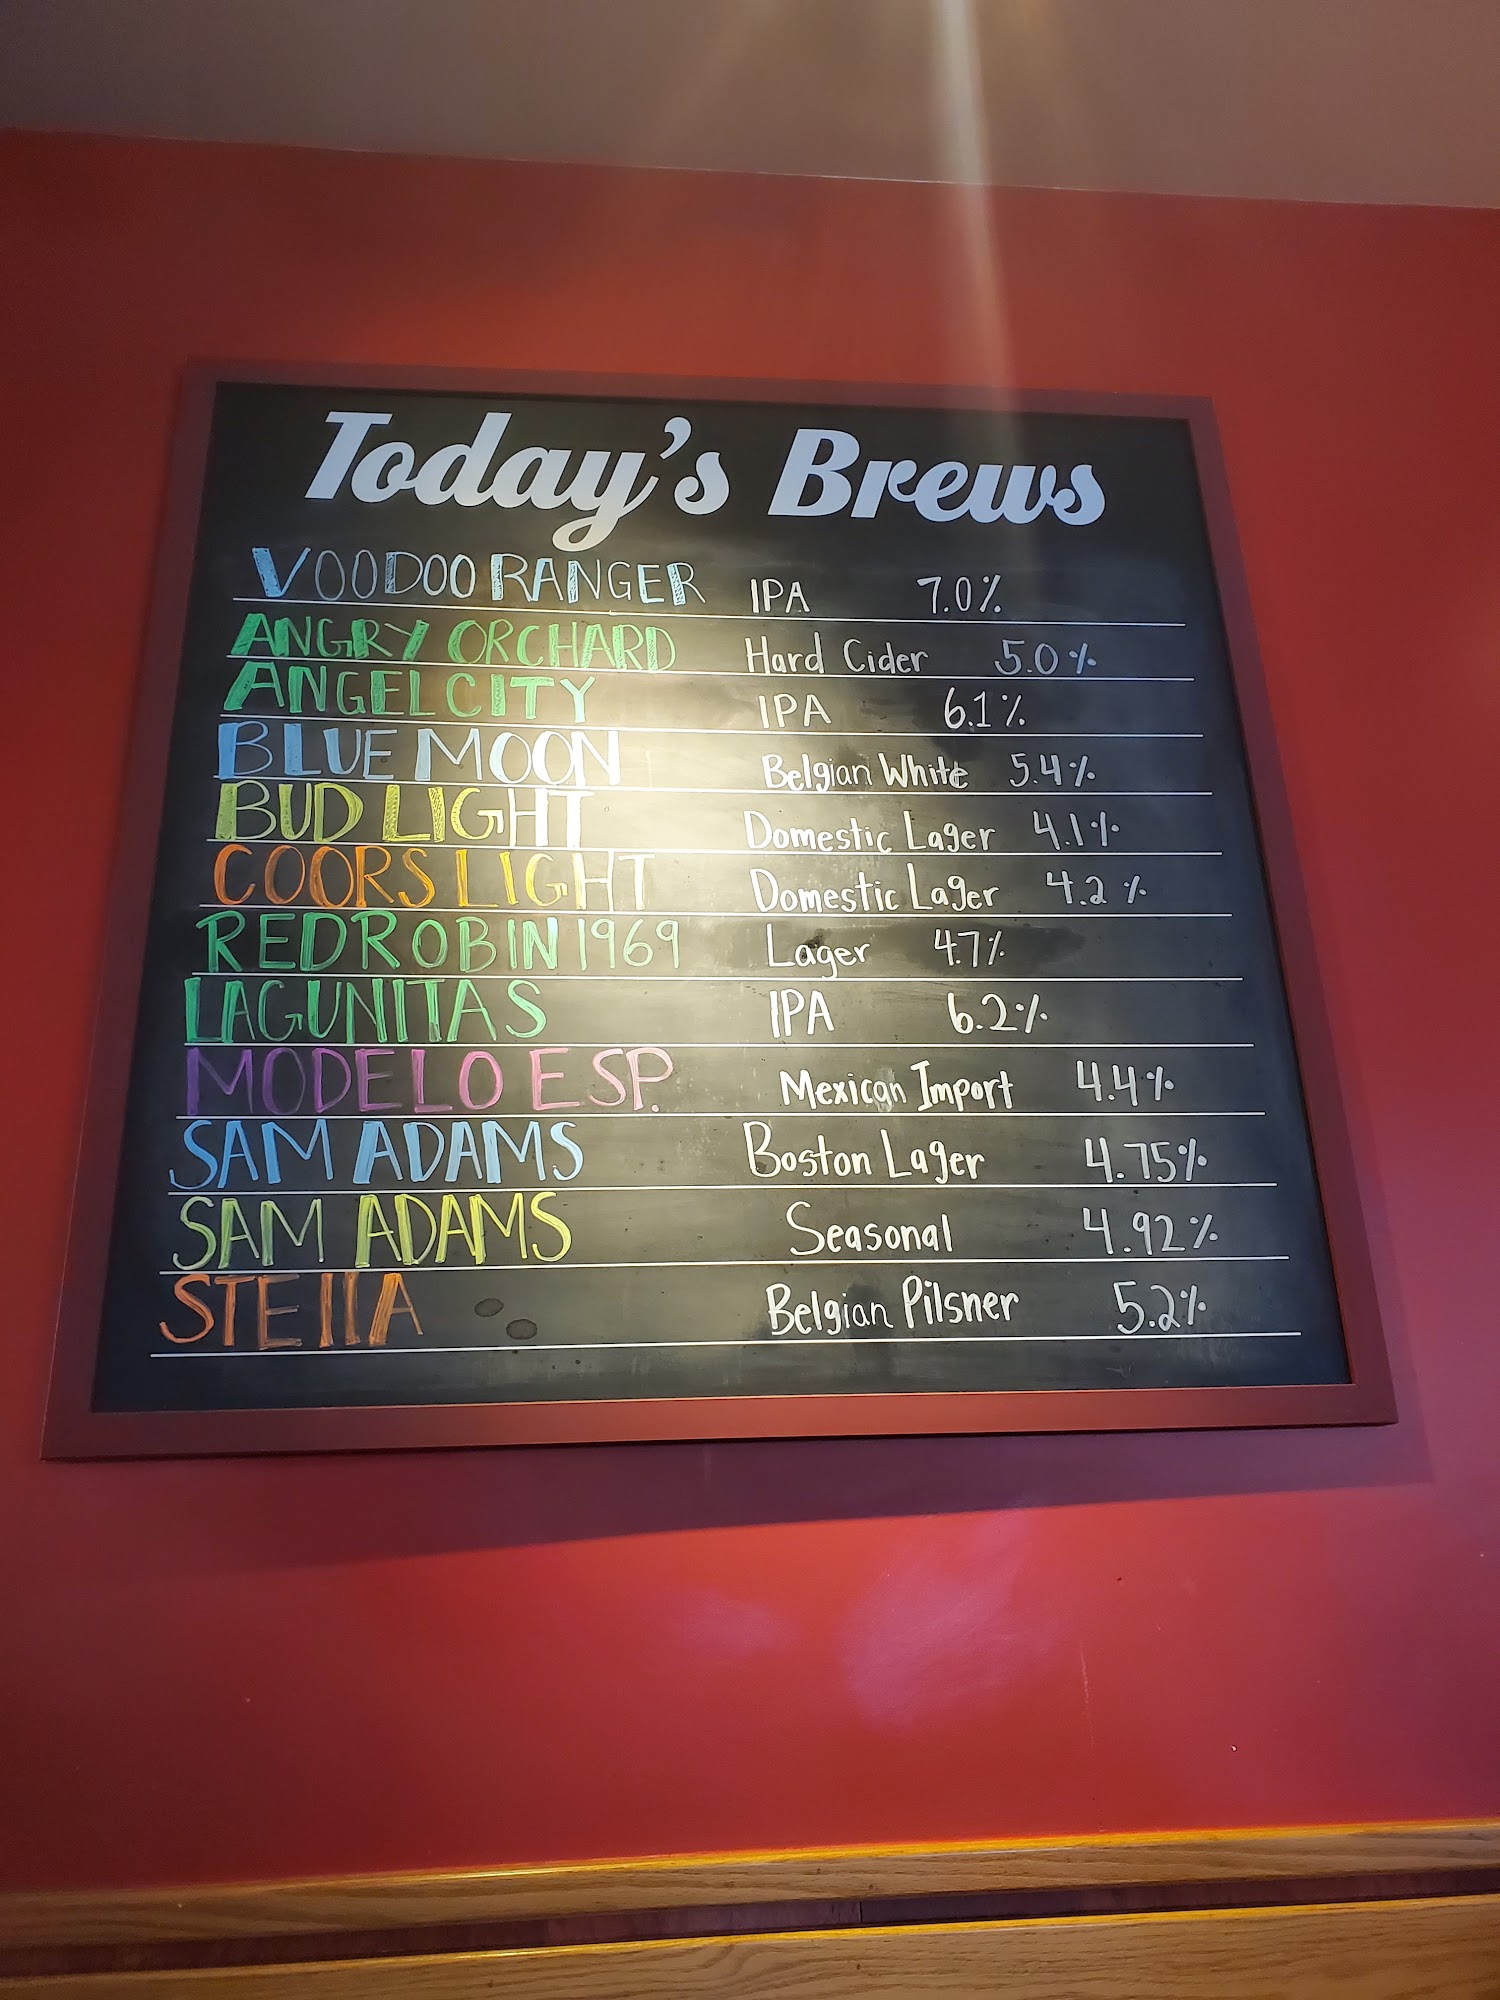 Today's Brews
VOODOO RANGER IPA 7.0%
ANGRY ORCHARD Hard Cider 5.0%
ANGEL CITY IPA 6.1%
BLUE MOON Belgian White 5.4%
BUD LIGHT Domestic Lager 4.1%
COORS LIGHT Domestic Lager 4.2%
RED ROBIN 1969 Lager 4.7%
LAGUNITAS IPA 6.2%
MODELO ESP. Mexican Import 4.4%
SAM ADAMS Boston Lager 4.75%
SAM ADAMS Seasonal 4.92%
STEllA Belgian Pilsner 5.2%